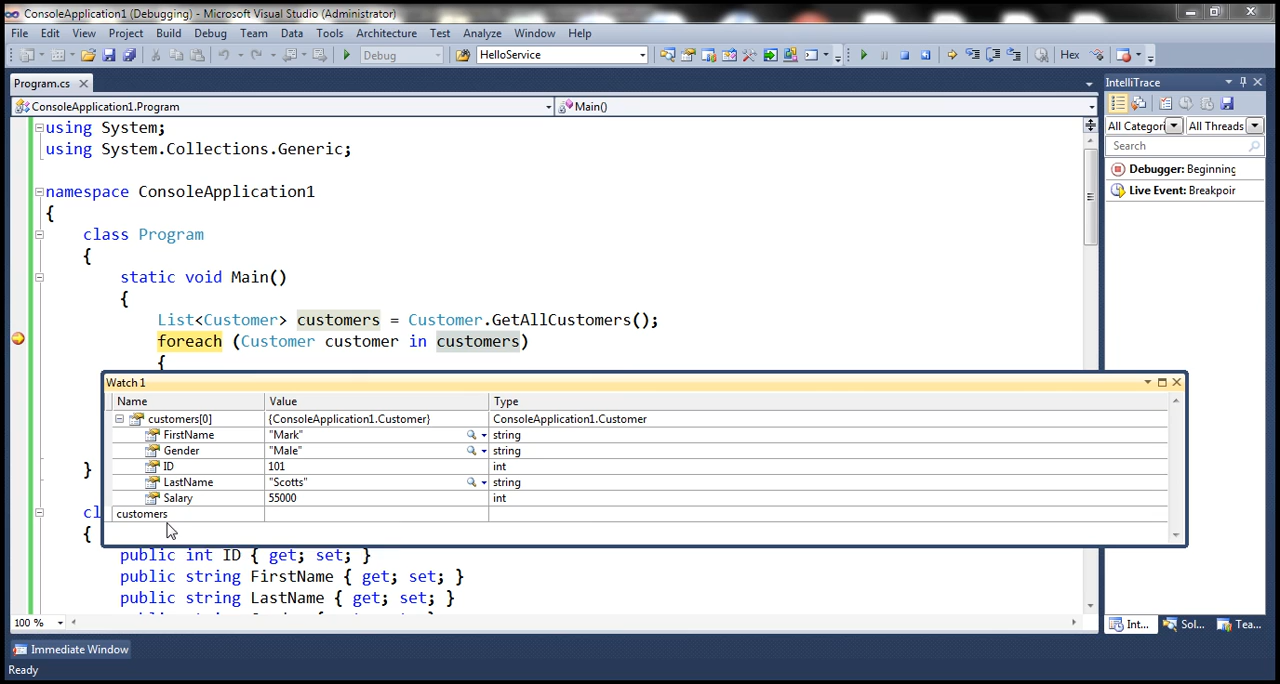 ConsoleApplication1 (Debugging) - Microsoft Visual Studio (Administrator)
File Edit View Project Build Debug Team Data Tools Architecture Test Analyze Window Help
Debug HelloService Hex
Program.cs
IntelliTrace
ConsoleApplication1.Program Main()
All Categori All Threads
Search
Debugger: Beginning
Live Event: Breakpoir
using System;
using System.Collections.Generic;
namespace ConsoleApplication1
{
class Program
{
static void Main()
{
List<Customer> customers = Customer.GetAllCustomers();
foreach (Customer customer in customers)
{
Watch 1
Name Value Type
customers[0] {ConsoleApplication1.Customer} ConsoleApplication1.Customer
FirstName "Mark" string
Gender "Male" string
ID 101 int
LastName "Scotts" string
Salary 55000 int
customers
}
cl
{
public int ID { get; set; }
public string FirstName { get; set; }
public string LastName { get; set; }
100 %
Int... Sol... Tea...
Immediate Window
Ready